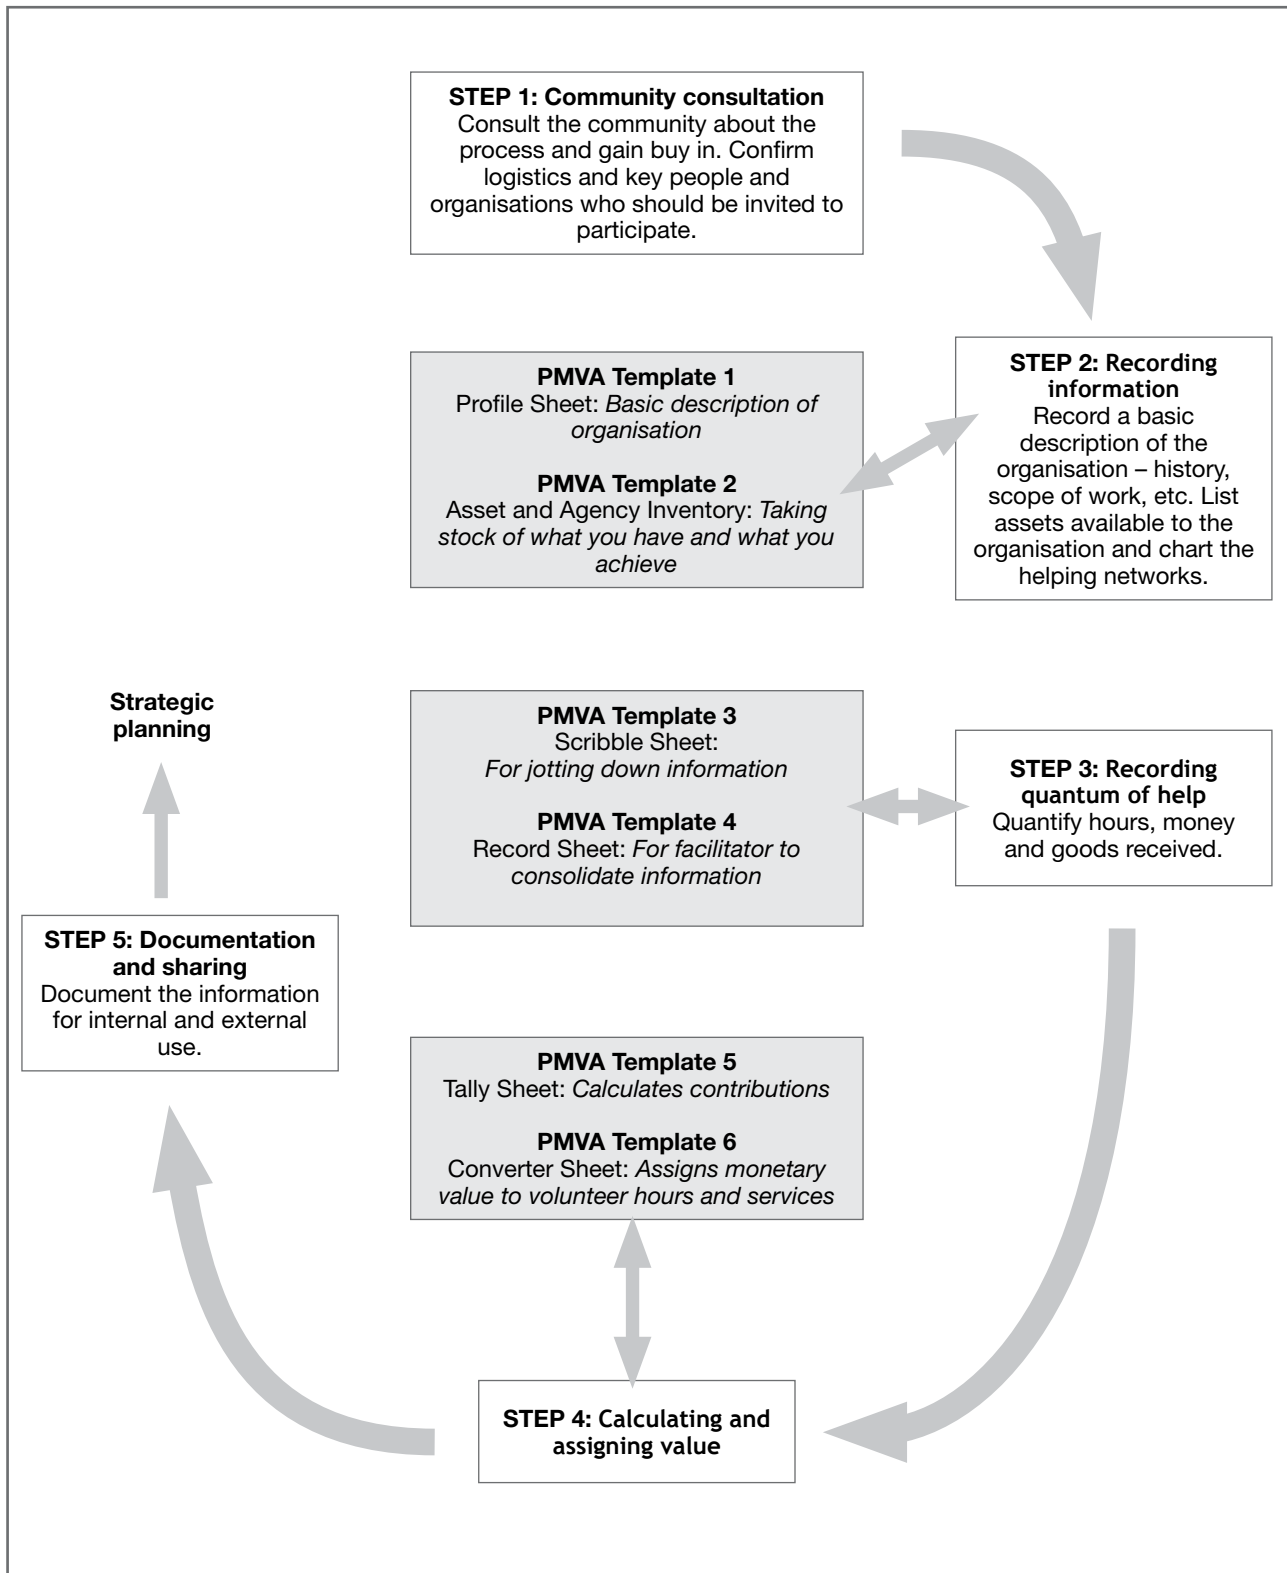 STEP 1: Community consultation
Consult the community about the
process and gain buy in. Confirm
logistics and key people and
organisations who should be invited to
participate.
PMVA Template 1
Profile Sheet: Basic description of
organisation
PMVA Template 2
Asset and Agency Inventory: Taking
stock of what you have and what you
achieve
STEP 2: Recording
information
Record a basic
description of the
organisation – history,
scope of work, etc. List
assets available to the
organisation and chart the
helping networks.
PMVA Template 3
Scribble Sheet:
For jotting down information
PMVA Template 4
Record Sheet: For facilitator to
consolidate information
STEP 3: Recording
quantum of help
Quantify hours, money
and goods received.
PMVA Template 5
Tally Sheet: Calculates contributions
PMVA Template 6
Converter Sheet: Assigns monetary
value to volunteer hours and services
STEP 4: Calculating and
assigning value
STEP 5: Documentation
and sharing
Document the information
for internal and external
use.
Strategic
planning